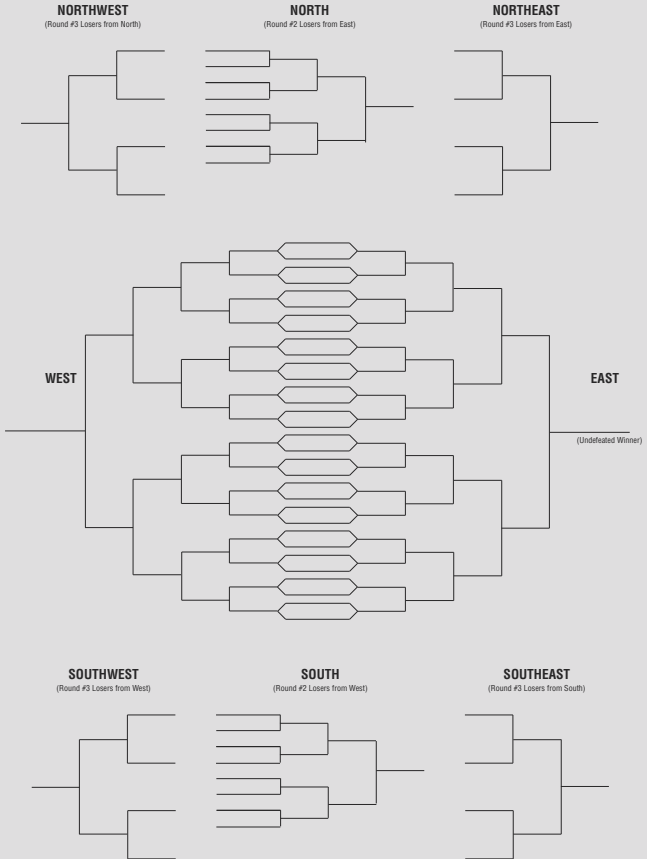 NORTHWEST
(Round #3 Losers from North)
NORTH
(Round #2 Losers from East)
NORTHEAST
(Round #3 Losers from East)
WEST
EAST
(Undefeated Winner)
SOUTHWEST
(Round #3 Losers from West)
SOUTH
(Round #2 Losers from West)
SOUTHEAST
(Round #3 Losers from South)